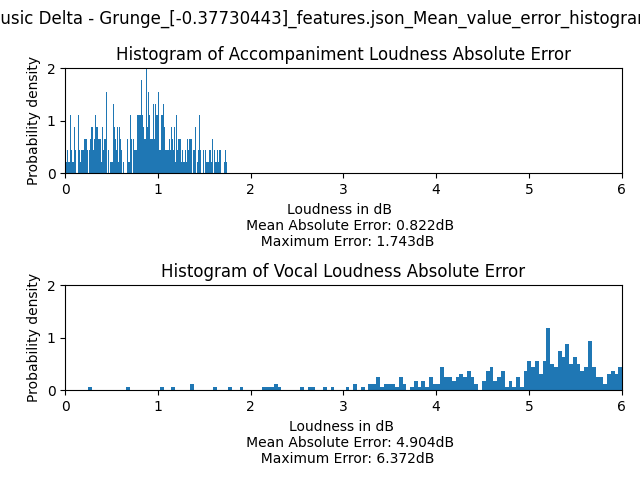 usic Delta - Grunge_[-0.37730443]_features.json_Mean_value_error_histogram
Histogram of Accompaniment Loudness Absolute Error
Probability density
2
1
0
0 1 2 3 4 5 6
Loudness in dB
Mean Absolute Error: 0.822dB
Maximum Error: 1.743dB
Histogram of Vocal Loudness Absolute Error
Probability density
2
1
0
0 1 2 3 4 5 6
Loudness in dB
Mean Absolute Error: 4.904dB
Maximum Error: 6.372dB